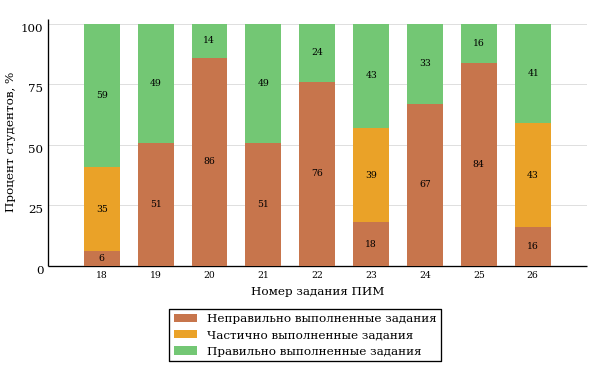 100
75
50
25
0
Процент студентов, %
59 49 14 49 24 43 33 16 41
35 51 86 51 76 39 67 84 43
6 18 16
18 19 20 21 22 23 24 25 26
Номер задания ПИМ
Неправильно выполненные задания
Частично выполненные задания
Правильно выполненные задания